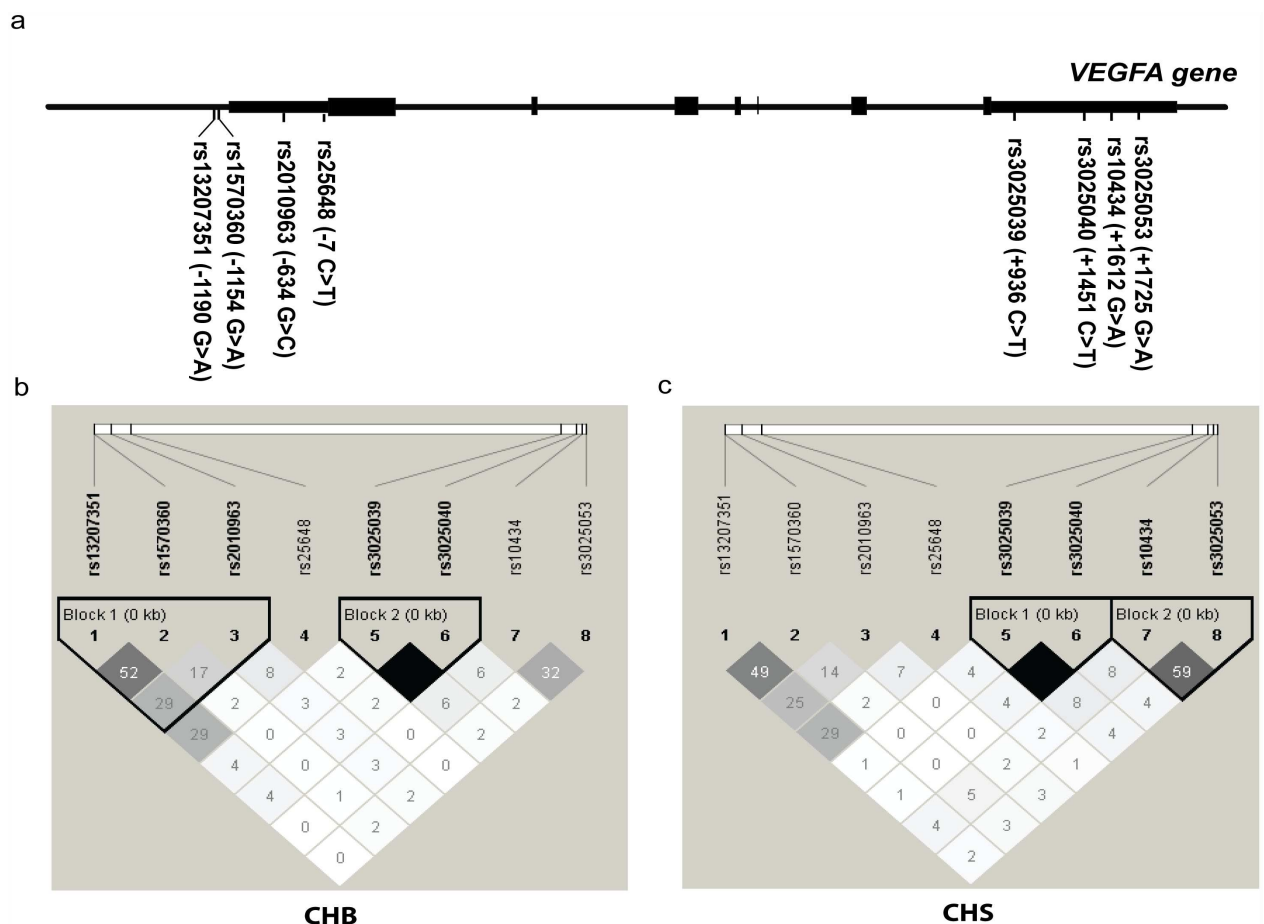 a
VEGFA gene
rs13207351 (-1190 G>A)
rs1570360 (-1154 G>A)
rs2010963 (-634 G>C)
rs25648 (-7 C>T)
rs3025039 (+936 C>T)
rs3025040 (+1451 C>T)
rs10434 (+1612 G>A)
rs3025053 (+1725 G>A)
b
rs13207351
rs1570360
rs2010963
rs25648
rs3025039
rs3025040
rs10434
rs3025053
Block 1 (0 kb)
Block 2 (0 kb)
1 2 3 4 5 6 7 8
52 17 8 2 6 32
29 2 3 2 6 2
29 0 3 0 2
4 0 3 0
4 1 2
0 2
0
CHB
c
rs13207351
rs1570360
rs2010963
rs25648
rs3025039
rs3025040
rs10434
rs3025053
Block 1 (0 kb)
Block 2 (0 kb)
1 2 3 4 5 6 7 8
49 14 7 4 8 59
25 2 0 4 8 4
29 0 0 2 4
1 0 2 1
1 5 3
4 3
2
CHS